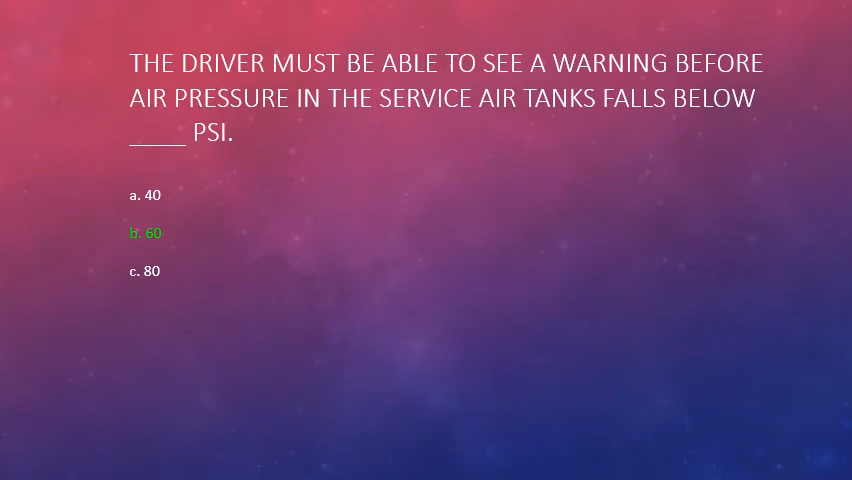 THE DRIVER MUST BE ABLE TO SEE A WARNING BEFORE
AIR PRESSURE IN THE SERVICE AIR TANKS FALLS BELOW
_____ PSI.
a. 40
b. 60
c. 80